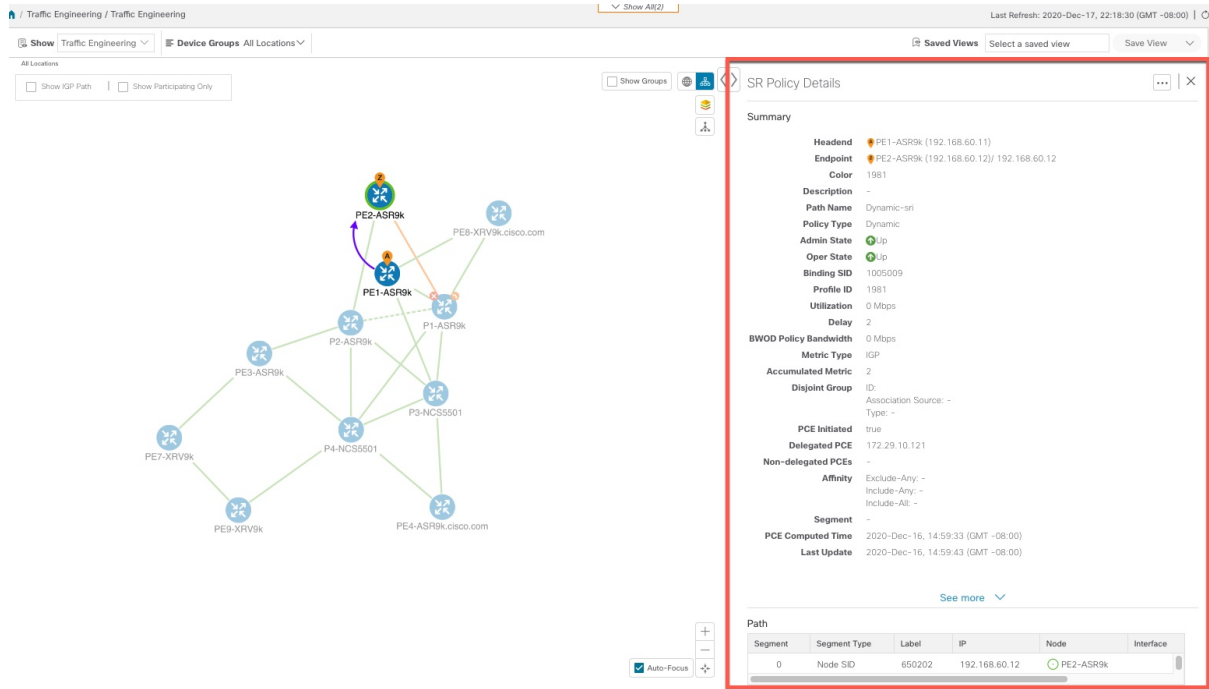 / Traffic Engineering / Traffic Engineering
Show All(2)
Last Refresh: 2020-Dec-17, 22:18:30 (GMT -08:00) |
Show Traffic Engineering
Device Groups All Locations
Saved Views Select a saved view Save View
All Locations
Show IGP Path | Show Participating Only
Show Groups
Z
PE2-ASR9k
PE8-XRV9k.cisco.com
A
PE1-ASR9k
P1-ASR9k
P2-ASR9k
PE3-ASR9k
P3-NCS5501
P4-NCS5501
PE7-XRV9k
PE9-XRV9k
PE4-ASR9k.cisco.com
Auto-Focus
SR Policy Details
Summary
Headend PE1-ASR9k (192.168.60.11)
Endpoint PE2-ASR9k (192.168.60.12)/ 192.168.60.12
Color 1981
Description -
Path Name Dynamic-sri
Policy Type Dynamic
Admin State Up
Oper State Up
Binding SID 1005009
Profile ID 1981
Utilization 0 Mbps
Delay 2
BWOD Policy Bandwidth 0 Mbps
Metric Type IGP
Accumulated Metric 2
Disjoint Group ID:
Association Source: -
Type: -
PCE Initiated true
Delegated PCE 172.29.10.121
Non-delegated PCEs -
Affinity Exclude-Any: -
Include-Any: -
Include-All: -
Segment -
PCE Computed Time 2020-Dec-16, 14:59:33 (GMT -08:00)
Last Update 2020-Dec-16, 14:59:43 (GMT -08:00)
See more
Path
Segment Segment Type Label IP Node Interface
0 Node SID 650202 192.168.60.12 PE2-ASR9k